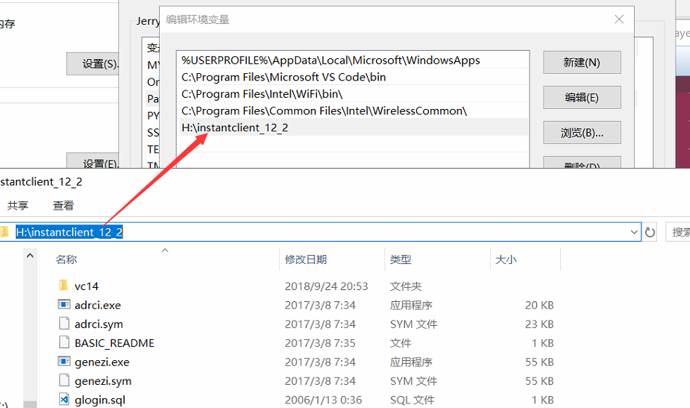 内存
Jerry
编辑环境变量
aye
变
设置(S)..
MY
On
Pa
PY
SS
TE
TM
%USERPROFILE%\AppData\Local\Microsoft\WindowsApps
C:\Program Files\Microsoft VS Code\bin
C:\Program Files\Intel\WiFi\bin\
C:\Program Files\Common Files\Intel\WirelessCommon\
H:\instantclient_12_2
新建(N)
编辑(E)
浏览(B)...
删除(D)
设置(E)..
nstantclient_12_2
共享 查看
H:\instantclient_12_2
搜索
名称 修改日期 类型 大小
vc14 2018/9/24 20:53 文件夹
adrci.exe 2017/3/8 7:34 应用程序 20 KB
adrci.sym 2017/3/8 7:34 SYM 文件 23 KB
BASIC_README 2017/3/8 7:35 文件 1 KB
genezi.exe 2017/3/8 7:34 应用程序 55 KB
genezi.sym 2017/3/8 7:34 SYM 文件 55 KB
glogin.sql 2006/1/13 0:36 SQL 文件 1 KB